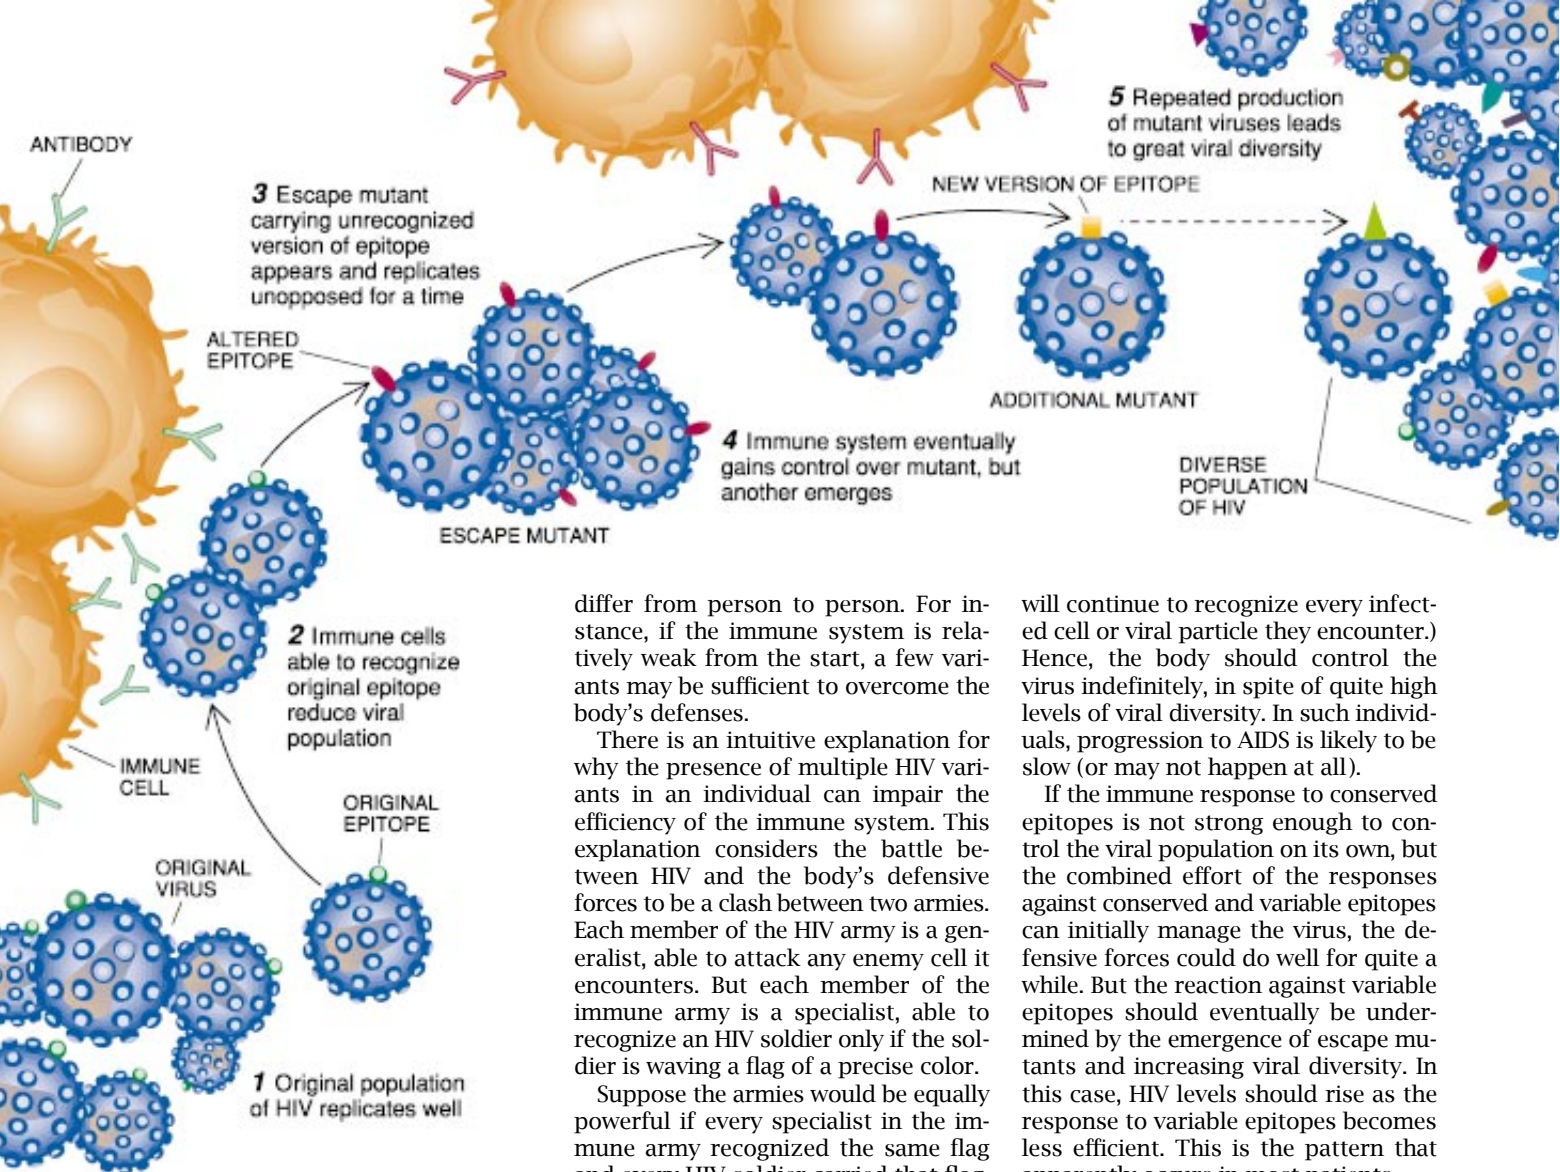 ANTIBODY
3 Escape mutant
carrying unrecognized
version of epitope
appears and replicates
unopposed for a time
ALTERED
EPITOPE
ESCAPE MUTANT
2 Immune cells
able to recognize
original epitope
reduce viral
population
IMMUNE
CELL
ORIGINAL
EPITOPE
ORIGINAL
VIRUS
1 Original population
of HIV replicates well
4 Immune system eventually
gains control over mutant, but
another emerges
NEW VERSION OF EPITOPE
ADDITIONAL MUTANT
5 Repeated production
of mutant viruses leads
to great viral diversity
DIVERSE
POPULATION
OF HIV
differ from person to person. For in-
stance, if the immune system is rela-
tively weak from the start, a few vari-
ants may be sufficient to overcome the
body’s defenses.
There is an intuitive explanation for
why the presence of multiple HIV vari-
ants in an individual can impair the
efficiency of the immune system. This
explanation considers the battle be-
tween HIV and the body’s defensive
forces to be a clash between two armies.
Each member of the HIV army is a gen-
eralist, able to attack any enemy cell it
encounters. But each member of the
immune army is a specialist, able to
recognize an HIV soldier only if the sol-
dier is waving a flag of a precise color.
Suppose the armies would be equally
powerful if every specialist in the im-
mune army recognized the same flag
and every HIV soldier carried that flag.
will continue to recognize every infect-
ed cell or viral particle they encounter.)
Hence, the body should control the
virus indefinitely, in spite of quite high
levels of viral diversity. In such individ-
uals, progression to AIDS is likely to be
slow (or may not happen at all).
If the immune response to conserved
epitopes is not strong enough to con-
trol the viral population on its own, but
the combined effort of the responses
against conserved and variable epitopes
can initially manage the virus, the de-
fensive forces could do well for quite a
while. But the reaction against variable
epitopes should eventually be under-
mined by the emergence of escape mu-
tants and increasing viral diversity. In
this case, HIV levels should rise as the
response to variable epitopes becomes
less efficient. This is the pattern that
apparently occurs in most patients.